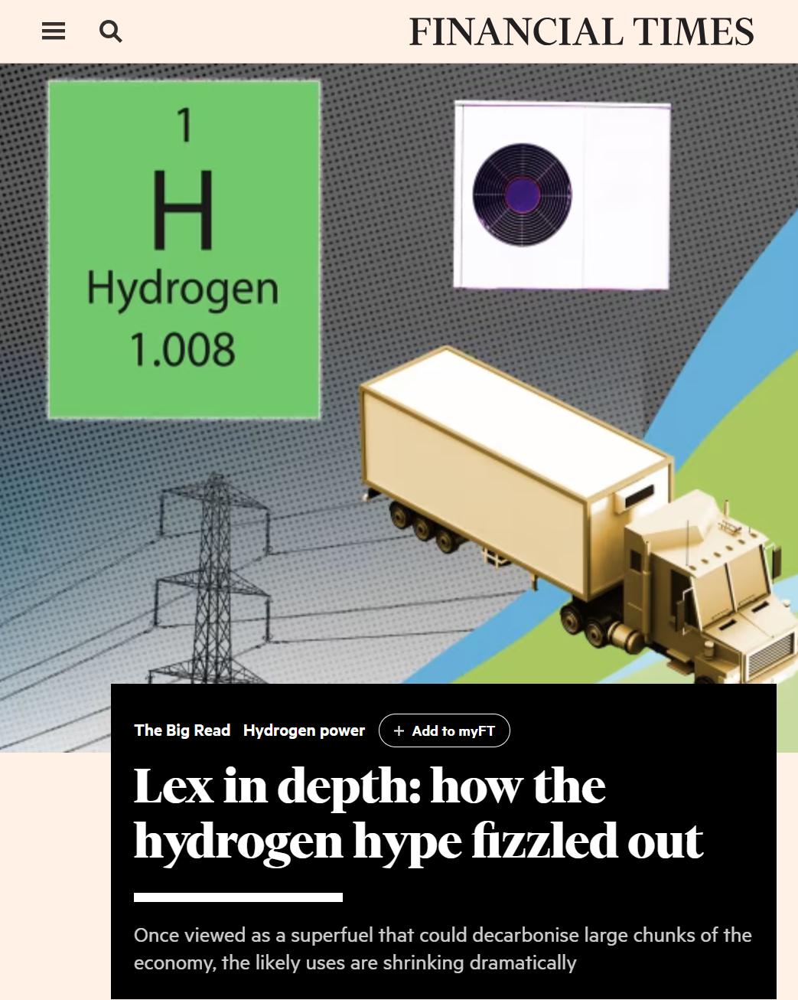 FINANCIAL TIMES
1
H
Hydrogen
1.008
The Big Read Hydrogen power + Add to myFT
Lex in depth: how the
hydrogen hype fizzled out
Once viewed as a superfuel that could decarbonise large chunks of the
economy, the likely uses are shrinking dramatically